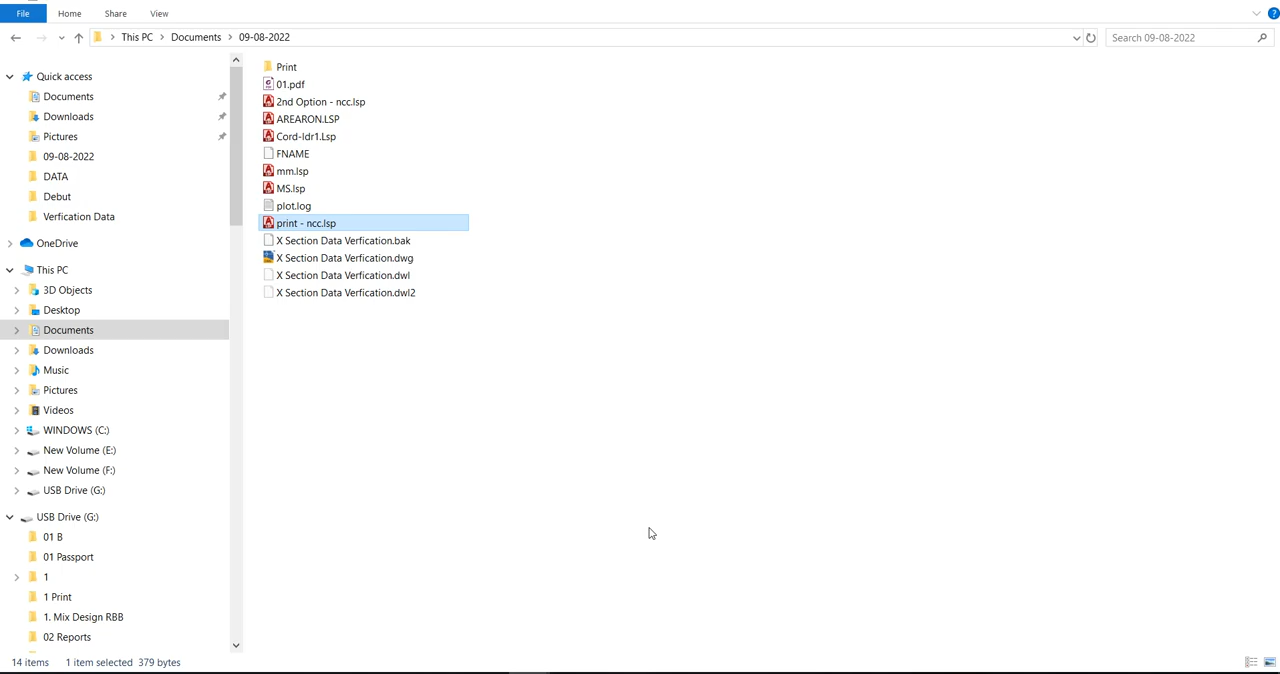 File Home Share View
This PC Documents 09-08-2022 Search 09-08-2022
Quick access
Documents
Downloads
Pictures
09-08-2022
DATA
Debut
Verfication Data
OneDrive
This PC
3D Objects
Desktop
Documents
Downloads
Music
Pictures
Videos
WINDOWS (C:)
New Volume (E:)
New Volume (F:)
USB Drive (G:)
USB Drive (G:)
01 B
01 Passport
1
1 Print
1. Mix Design RBB
02 Reports
Print
01.pdf
2nd Option - ncc.lsp
AREARON.LSP
Cord-ldr1.Lsp
FNAME
mm.lsp
MS.lsp
plot.log
print - ncc.lsp
X Section Data Verfication.bak
X Section Data Verfication.dwg
X Section Data Verfication.dwl
X Section Data Verfication.dwl2
14 items 1 item selected 379 bytes